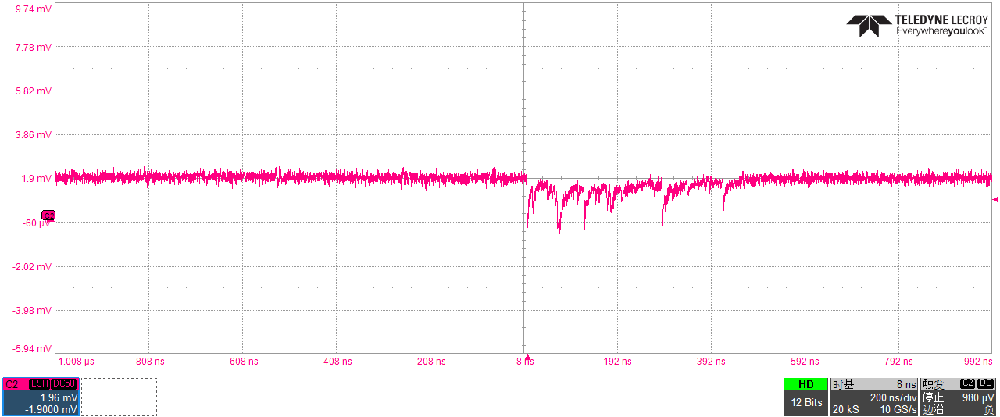 9.74 mV
TELEDYNE LECROY
Everywhereyoulook™
7.78 mV
5.82 mV
3.86 mV
1.9 mV
C2
-60 µV
-2.02 mV
-3.98 mV
-5.94 mV
-1.008 µs -808 ns -608 ns -408 ns -208 ns -8 ns 192 ns 392 ns 592 ns 792 ns 992 ns
C2 ESR DC50
1.96 mV
-1.9000 mV
HD
12 Bits
时基 8 ns
200 ns/div
20 kS 10 GS/s
触发 C2 DC
停止 980 µV
边沿 负